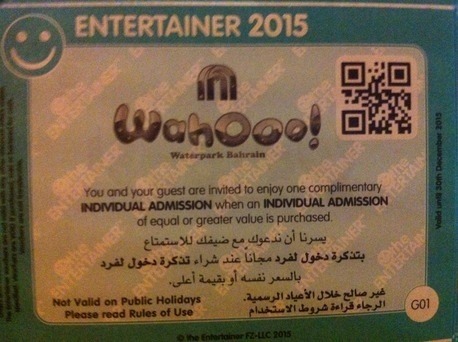 ENTERTAINER 2015
WahOoo!
Waterpark Bahrain
You and your guest are invited to enjoy one complimentary
INDIVIDUAL ADMISSION when an INDIVIDUAL ADMISSION
of equal or greater value is purchased.
يسرنا أن ندعوك مع ضيفك للاستمتاع
بتذكرة دخول لفرد مجاناً عند شراء تذكرة دخول لفرد
بالسعر نفسه أو بقيمة أعلى.
Not Valid on Public Holidays
Please read Rules of Use
غير صالح خلال الأعياد الرسمية.
الرجاء قراءة شروط الاستخدام
G01
Valid until 30th December 2015
© the Entertainer FZ-LLC 2015